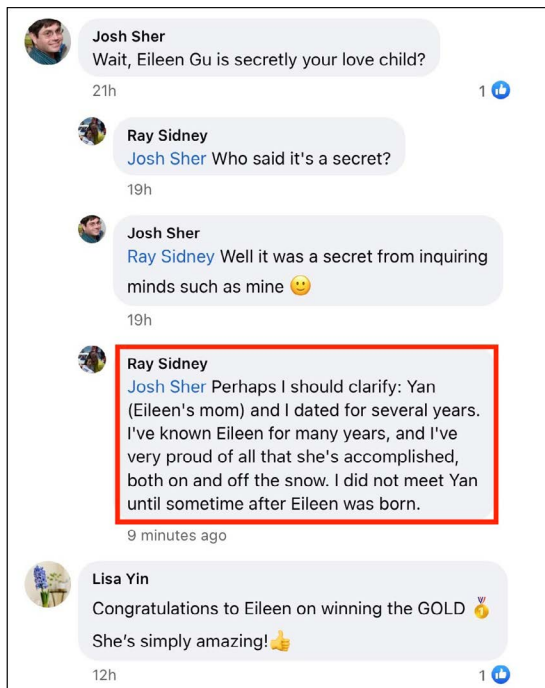 Josh Sher
Wait, Eileen Gu is secretly your love child?
21h
1
Ray Sidney
Josh Sher Who said it's a secret?
19h
Josh Sher
Ray Sidney Well it was a secret from inquiring
minds such as mine 🙂
19h
Ray Sidney
Josh Sher Perhaps I should clarify: Yan
(Eileen's mom) and I dated for several years.
I've known Eileen for many years, and I've
very proud of all that she's accomplished,
both on and off the snow. I did not meet Yan
until sometime after Eileen was born.
9 minutes ago
Lisa Yin
Congratulations to Eileen on winning the GOLD 🥇
She’s simply amazing!👍
12h
1